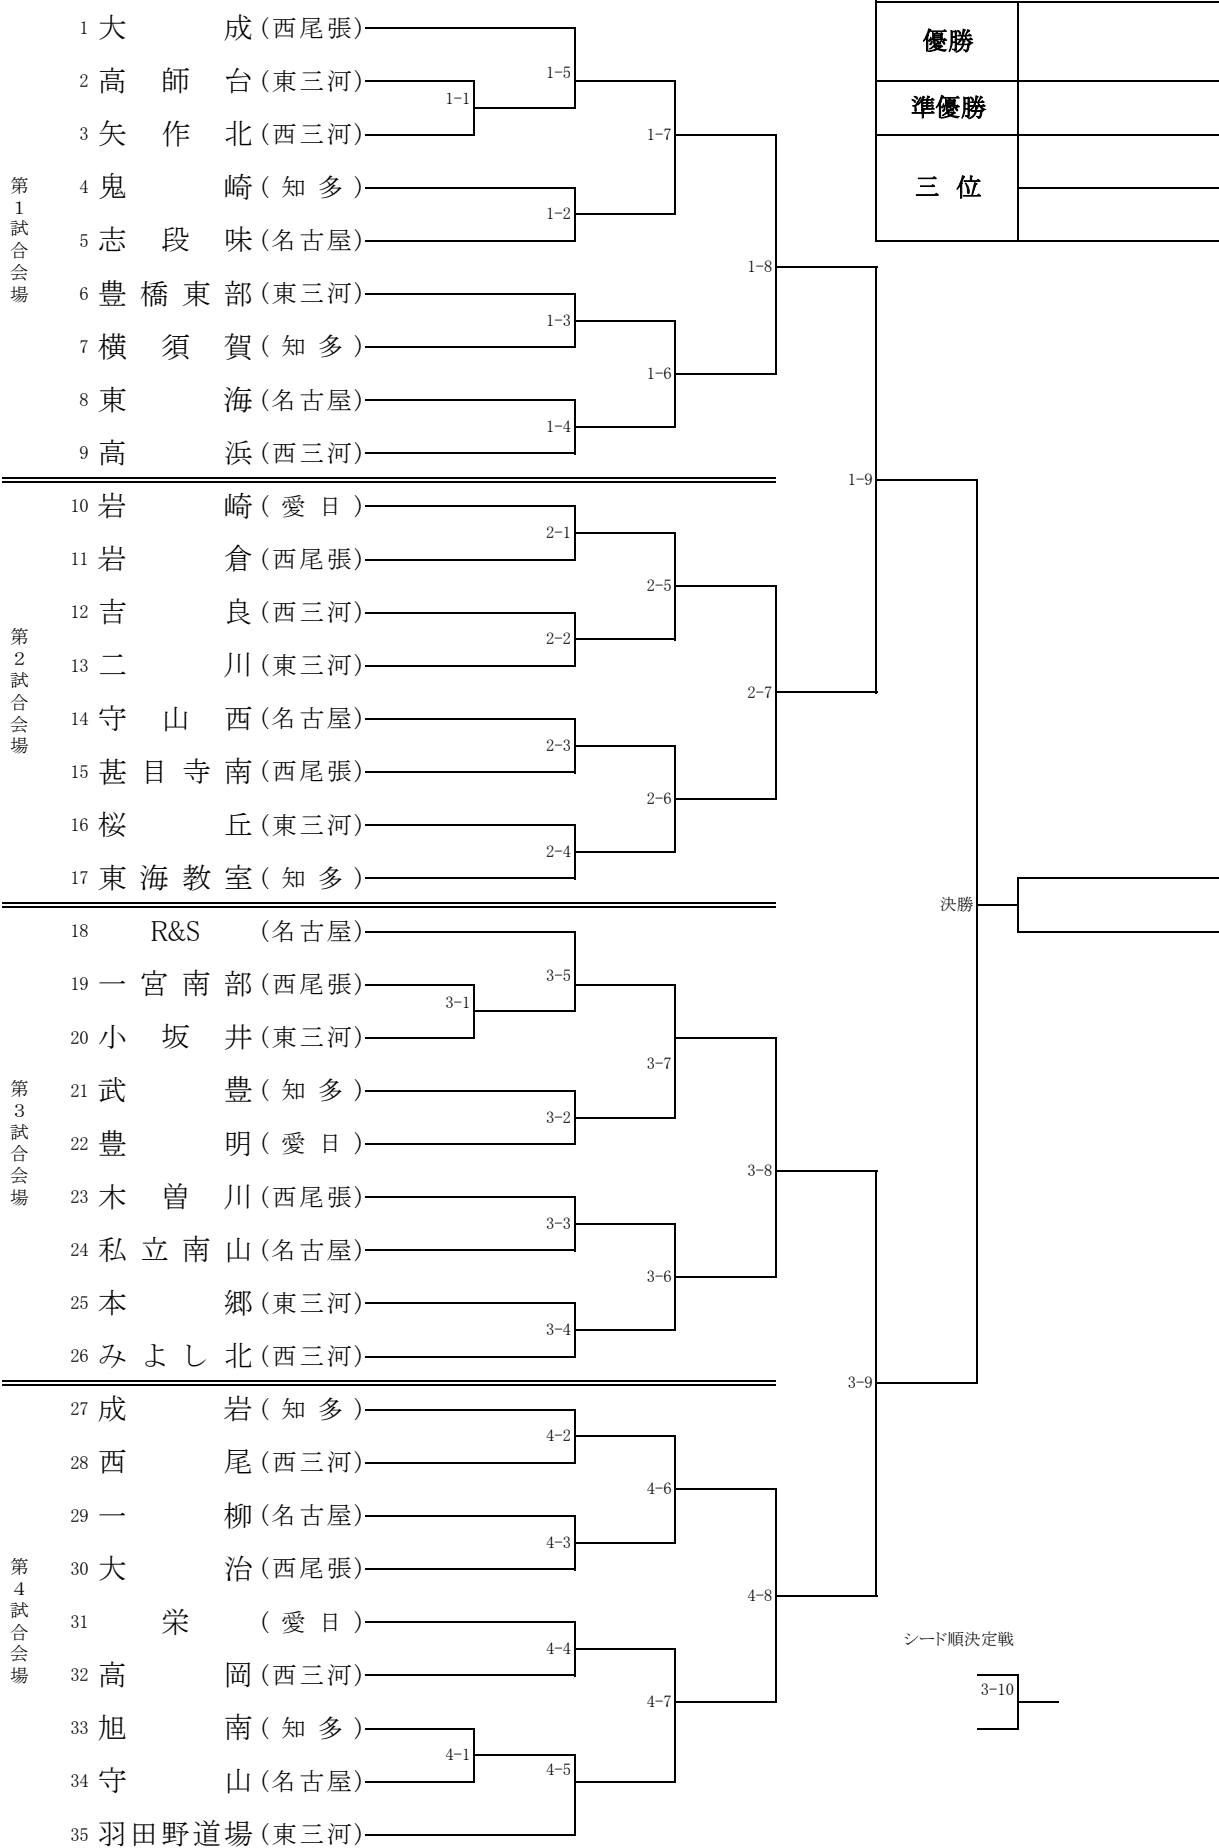 優勝
準優勝
三 位
第1試合会場
1 大 成 (西尾張)
2 高 師 台 (東三河)
3 矢 作 北 (西三河)
4 鬼 崎 ( 知 多 )
5 志 段 味 (名古屋)
6 豊 橋 東 部 (東三河)
7 横 須 賀 ( 知 多 )
8 東 海 (名古屋)
9 高 浜 (西三河)
1-1
1-5
1-2
1-3
1-4
1-7
1-6
1-8
1-9
第2試合会場
10 岩 崎 ( 愛 日 )
11 岩 倉 (西尾張)
12 吉 良 (西三河)
13 二 川 (東三河)
14 守 山 西 (名古屋)
15 甚 目 寺 南 (西尾張)
16 桜 丘 (東三河)
17 東 海 教 室 ( 知 多 )
2-1
2-2
2-3
2-4
2-5
2-6
2-7
決勝
第3試合会場
18 R&S (名古屋)
19 一 宮 南 部 (西尾張)
20 小 坂 井 (東三河)
21 武 豊 ( 知 多 )
22 豊 明 ( 愛 日 )
23 木 曽 川 (西尾張)
24 私 立 南 山 (名古屋)
25 本 郷 (東三河)
26 み よ し 北 (西三河)
3-1
3-5
3-2
3-3
3-4
3-7
3-6
3-8
3-9
第4試合会場
27 成 岩 ( 知 多 )
28 西 尾 (西三河)
29 一 柳 (名古屋)
30 大 治 (西尾張)
31 栄 ( 愛 日 )
32 高 岡 (西三河)
33 旭 南 ( 知 多 )
34 守 山 (名古屋)
35 羽田野道場 (東三河)
4-2
4-3
4-4
4-1
4-5
4-6
4-7
4-8
シード順決定戦
3-10